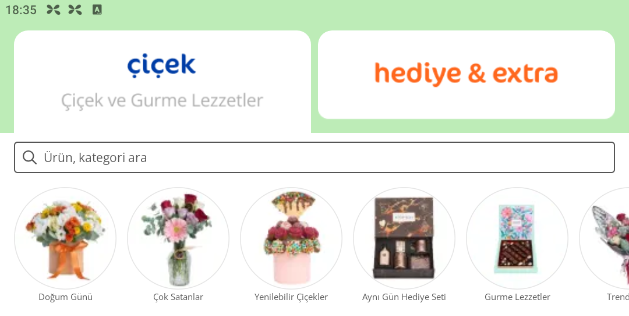 18:35
çiçek
Çiçek ve Gurme Lezzetler
hediye & extra
Ürün, kategori ara
Doğum Günü
Çok Satanlar
Yenilebilir Çiçekler
Aynı Gün Hediye Seti
Gurme Lezzetler
Trend